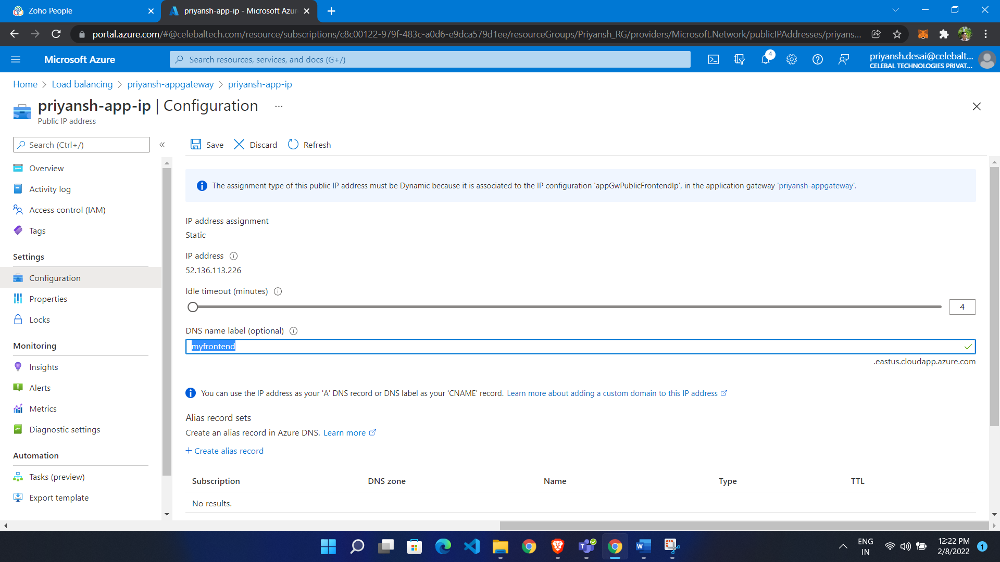 Zoho People
priyansh-app-ip - Microsoft Azur
portal.azure.com/#@celebaltech.com/resource/subscriptions/c8c00122-979f-483c-a0d6-e9dca579d1ee/resourceGroups/Priyansh_RG/providers/Microsoft.Network/publicIPAddresses/priyans...
Microsoft Azure
Search resources, services, and docs (G+/)
4
priyansh.desai@celebalt...
CELEBAL TECHNOLOGIES PRIVAT...
Home > Load balancing > priyansh-appgateway > priyansh-app-ip
priyansh-app-ip | Configuration ...
Public IP address
Search (Ctrl+/)
«
Overview
Activity log
Access control (IAM)
Tags
Settings
Configuration
Properties
Locks
Monitoring
Insights
Alerts
Metrics
Diagnostic settings
Automation
Tasks (preview)
Export template
Save
Discard
Refresh
The assignment type of this public IP address must be Dynamic because it is associated to the IP configuration 'appGwPublicFrontendIp', in the application gateway 'priyansh-appgateway'.
IP address assignment
Static
IP address
52.136.113.226
Idle timeout (minutes)
4
DNS name label (optional)
myfrontend
.eastus.cloudapp.azure.com
You can use the IP address as your 'A' DNS record or DNS label as your 'CNAME' record. Learn more about adding a custom domain to this IP address
Alias record sets
Create an alias record in Azure DNS. Learn more
+ Create alias record
Subscription DNS zone Name Type TTL
No results.
ENG
IN
12:22 PM
2/8/2022
1